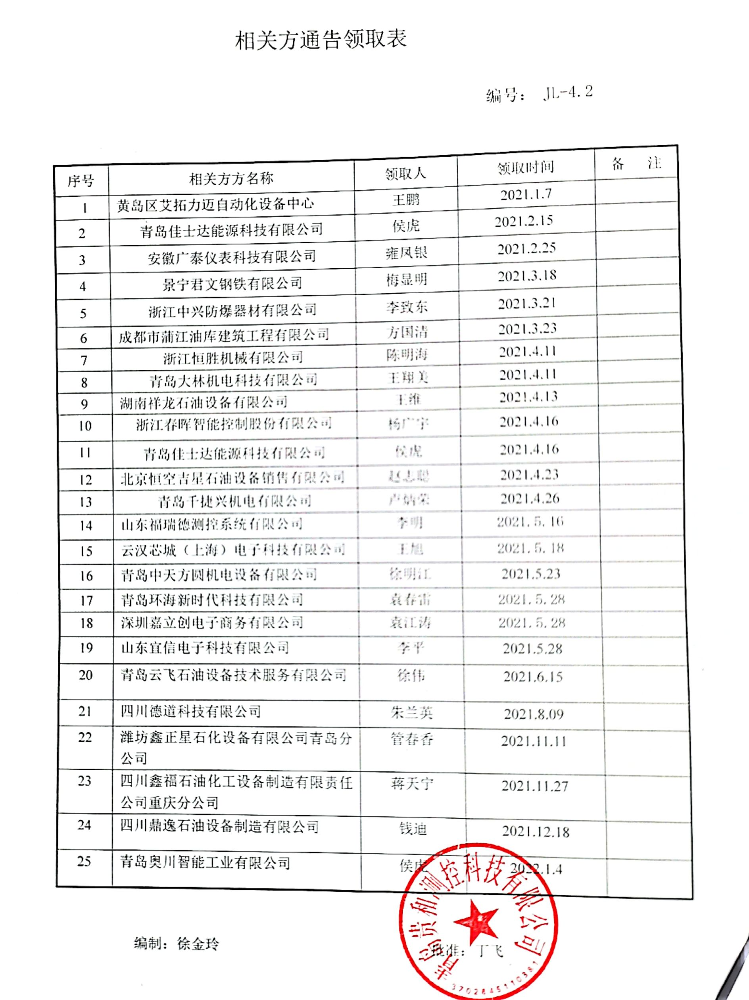 相关方通告领取表
编号： JL-4.2
序号 相关方方名称 领取人 领取时间 备 注
1 黄岛区艾拓力迈自动化设备中心 王鹏 2021.1.7
2 青岛佳士达能源科技有限公司 侯虎 2021.2.15
3 安徽广泰仪表科技有限公司 雍凤银 2021.2.25
4 景宁君文钢铁有限公司 梅显明 2021.3.18
5 浙江中兴防爆器材有限公司 李致东 2021.3.21
6 成都市蒲江油库建筑工程有限公司 方国清 2021.3.23
7 浙江恒胜机械有限公司 陈明海 2021.4.11
8 青岛大林机电科技有限公司 王翔美 2021.4.11
9 湖南祥龙石油设备有限公司 王维 2021.4.13
10 浙江春晖智能控制股份有限公司 杨广宇 2021.4.16
11 青岛佳士达能源科技有限公司 侯虎 2021.4.16
12 北京恒空吉星石油设备销售有限公司 赵志聪 2021.4.23
13 青岛千捷兴机电有限公司 卢炳荣 2021.4.26
14 山东福瑞德测控系统有限公司 李明 2021.5.16
15 云汉芯城（上海）电子科技有限公司 王旭 2021.5.18
16 青岛中天方圆机电设备有限公司 徐明江 2021.5.23
17 青岛环海新时代科技有限公司 袁春雷 2021.5.28
18 深圳嘉立创电子商务有限公司 袁江涛 2021.5.28
19 山东宜信电子科技有限公司 李平 2021.5.28
20 青岛云飞石油设备技术服务有限公司 徐伟 2021.6.15
21 四川德道科技有限公司 朱兰英 2021.8.09
22 潍坊鑫正星石化设备有限公司青岛分 管春香 2021.11.11
公司
23 四川鑫福石油化工设备制造有限责任 蒋天宁 2021.11.27
公司重庆分公司
24 四川鼎逸石油设备制造有限公司 钱迪 2021.12.18
25 青岛奥川智能工业有限公司 侯虎 2022.1.4
青岛贵和测控科技有限公司
编制：徐金玲 批准：丁飞
3702845110381